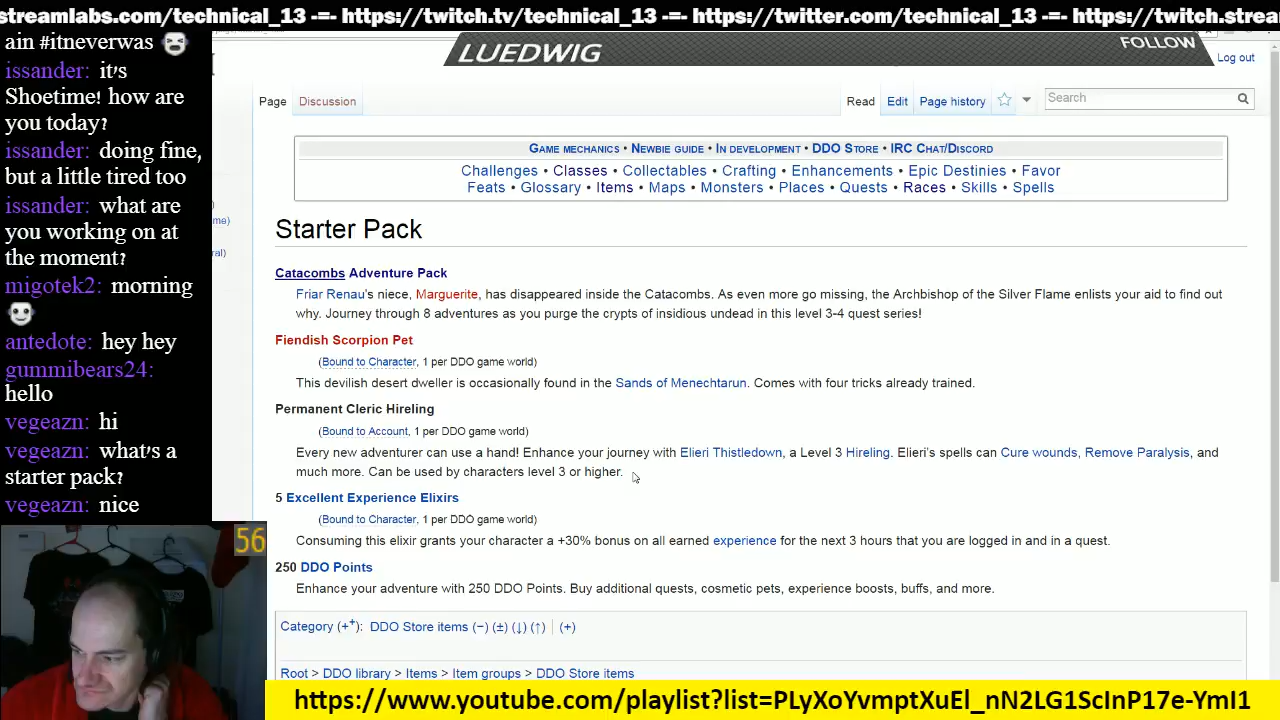 streamlabs.com/technical_13 -=- https://twitch.tv/technical_13 -=- https://twitter.com/technical_13 -=- https://twitch.stream
ain #itneverwas
issander: it's
Shoetime! how are
you today?
issander: doing fine,
but a little tired too
issander: what are
you working on at
the moment?
migotek2: morning
antedote: hey hey
gummibears24:
hello
vegeazn: hi
vegeazn: what's a
starter pack?
vegeazn: nice
56
LUEDWIG
FOLLOW
Log out
Page
Discussion
Read
Edit
Page history
Search
me)
ral)
Game mechanics • Newbie guide • In development • DDO Store • IRC Chat/Discord
Challenges • Classes • Collectables • Crafting • Enhancements • Epic Destinies • Favor
Feats • Glossary • Items • Maps • Monsters • Places • Quests • Races • Skills • Spells
Starter Pack
Catacombs Adventure Pack
Friar Renau's niece, Marguerite, has disappeared inside the Catacombs. As even more go missing, the Archbishop of the Silver Flame enlists your aid to find out
why. Journey through 8 adventures as you purge the crypts of insidious undead in this level 3-4 quest series!
Fiendish Scorpion Pet
(Bound to Character, 1 per DDO game world)
This devilish desert dweller is occasionally found in the Sands of Menechtarun. Comes with four tricks already trained.
Permanent Cleric Hireling
(Bound to Account, 1 per DDO game world)
Every new adventurer can use a hand! Enhance your journey with Elieri Thistledown, a Level 3 Hireling. Elieri's spells can Cure wounds, Remove Paralysis, and
much more. Can be used by characters level 3 or higher.
5 Excellent Experience Elixirs
(Bound to Character, 1 per DDO game world)
Consuming this elixir grants your character a +30% bonus on all earned experience for the next 3 hours that you are logged in and in a quest.
250 DDO Points
Enhance your adventure with 250 DDO Points. Buy additional quests, cosmetic pets, experience boosts, buffs, and more.
Category (++): DDO Store items (−) (±) (↓) (↑) | (+)
Root > DDO library > Items > Item groups > DDO Store items
https://www.youtube.com/playlist?list=PLyXoYvmptXuEl_nN2LG1ScInP17e-YmI1